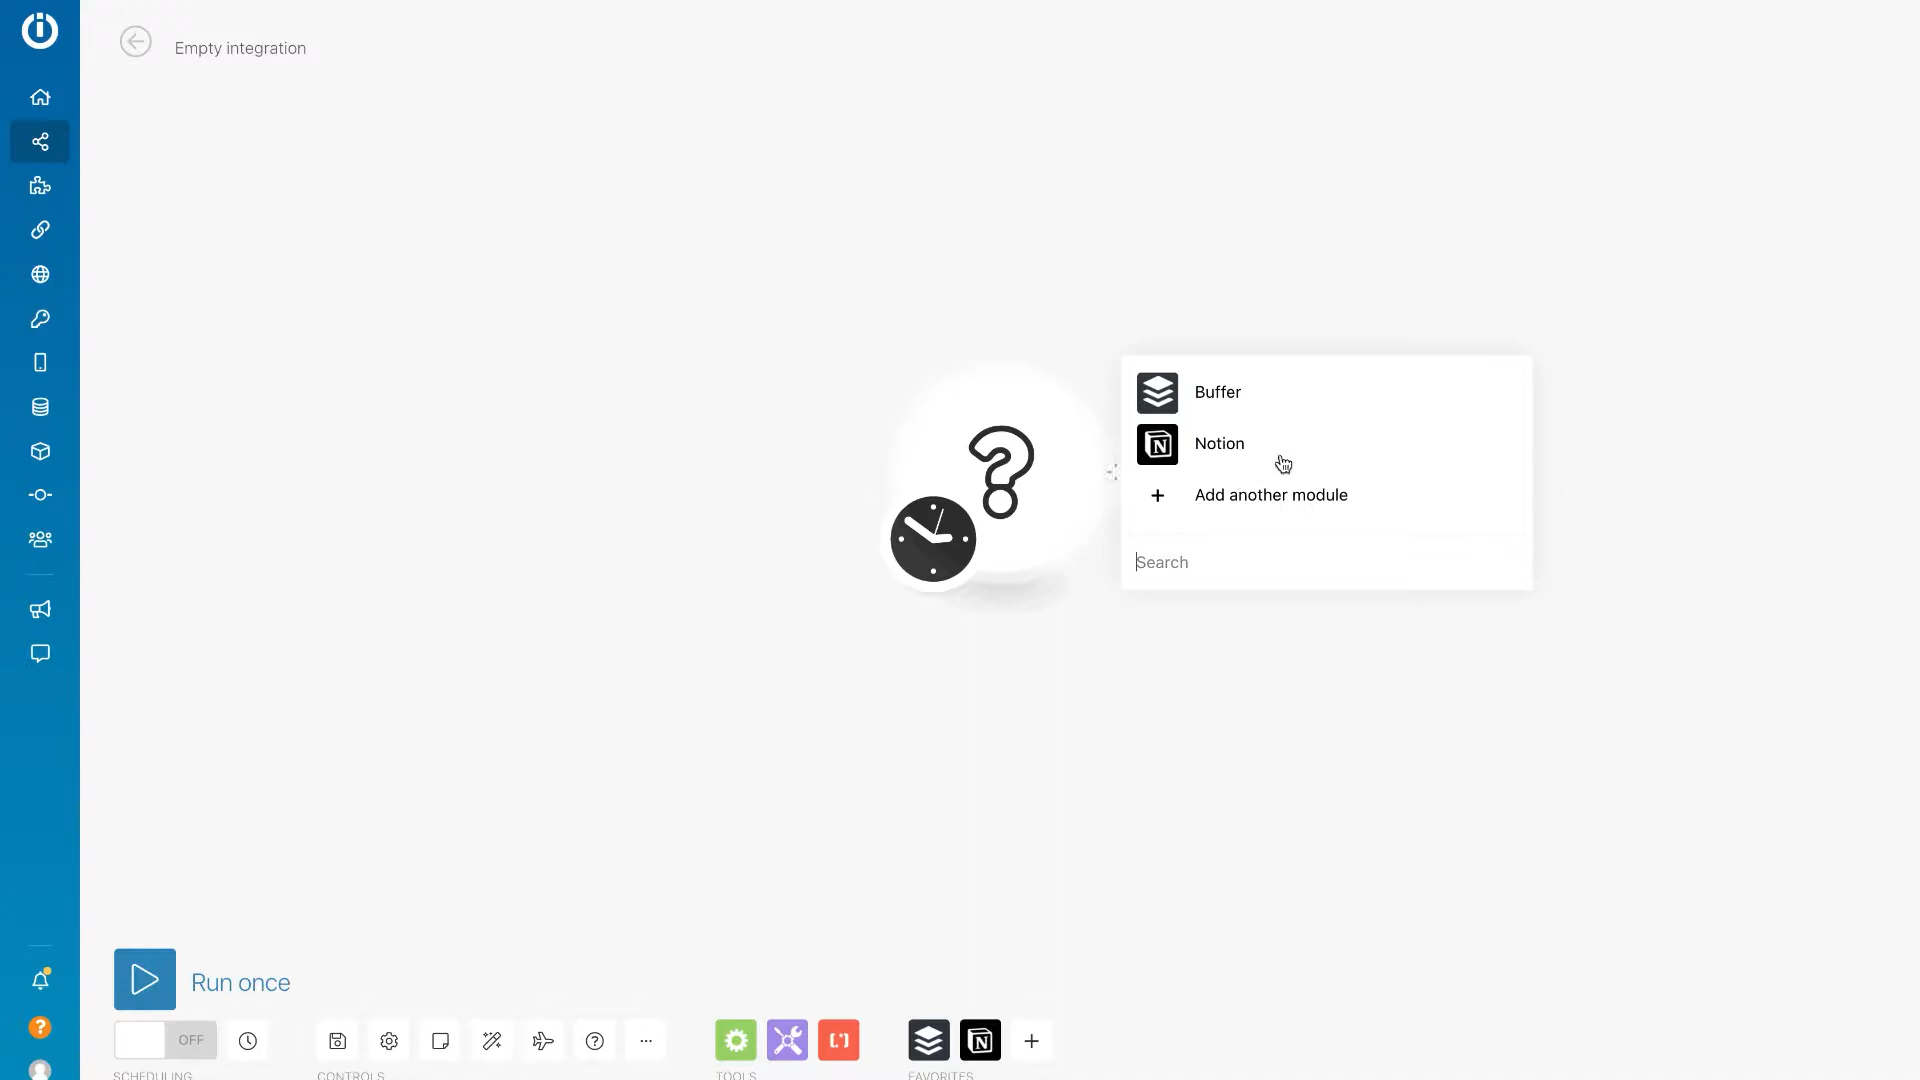 Empty integration
Buffer
Notion
Add another module
Search
Run once
OFF
SCHEDULING
CONTROLS
TOOLS
FAVORITES